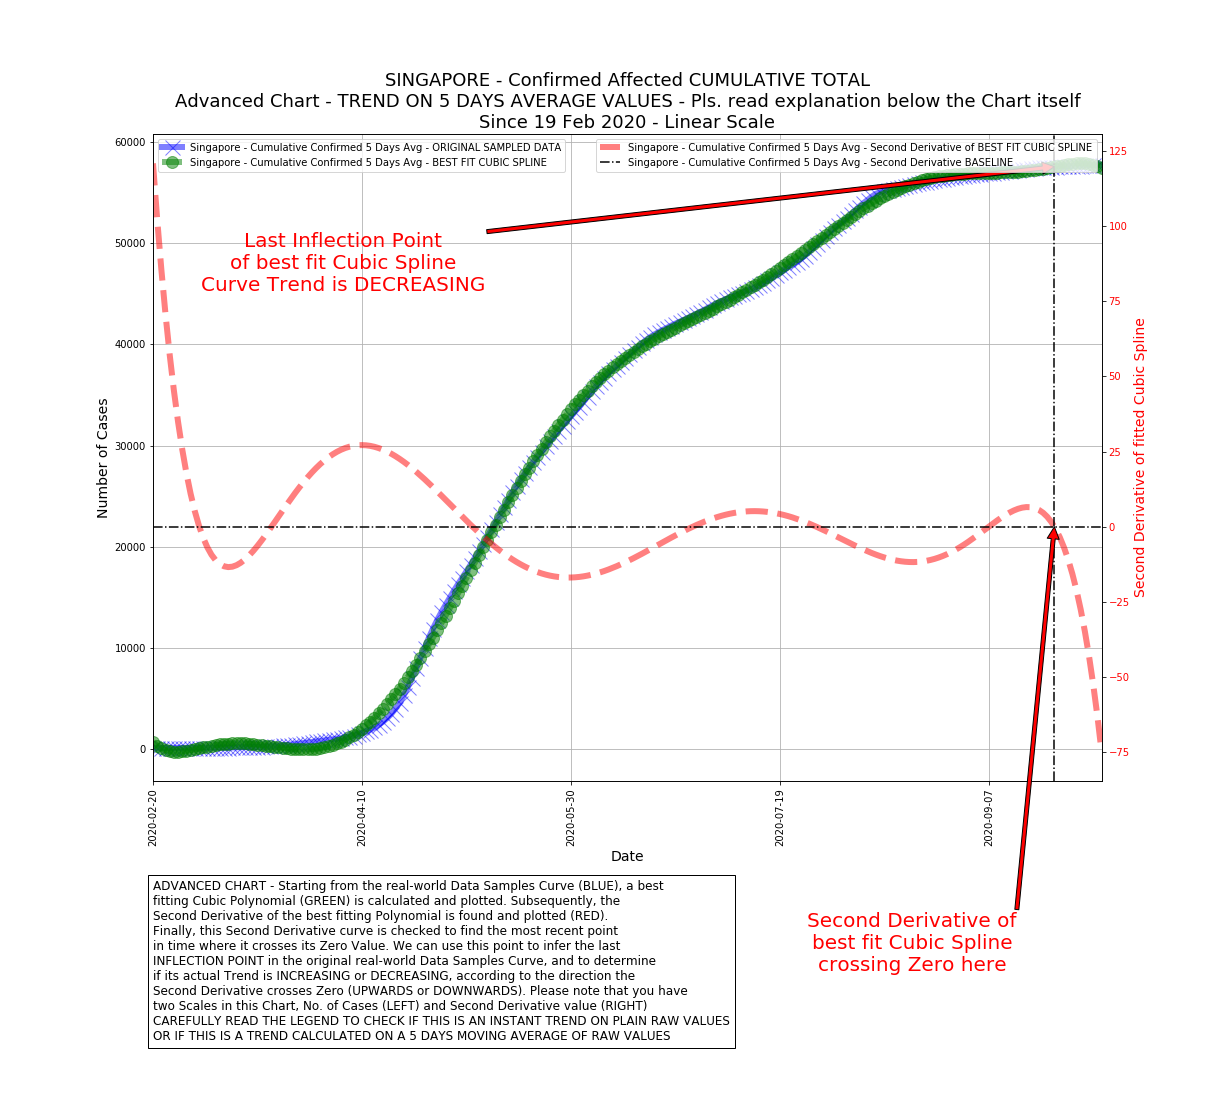 SINGAPORE - Confirmed Affected CUMULATIVE TOTAL
Advanced Chart - TREND ON 5 DAYS AVERAGE VALUES - Pls. read explanation below the Chart itself
Since 19 Feb 2020 - Linear Scale
Singapore - Cumulative Confirmed 5 Days Avg - ORIGINAL SAMPLED DATA
Singapore - Cumulative Confirmed 5 Days Avg - BEST FIT CUBIC SPLINE
Singapore - Cumulative Confirmed 5 Days Avg - Second Derivative of BEST FIT CUBIC SPLINE
Singapore - Cumulative Confirmed 5 Days Avg - Second Derivative BASELINE
Last Inflection Point
of best fit Cubic Spline
Curve Trend is DECREASING
Number of Cases
60000
50000
40000
30000
20000
10000
0
125
100
75
50
25
0
−25
−50
−75
Second Derivative of fitted Cubic Spline
2020-02-20
2020-04-10
2020-05-30
2020-07-19
2020-09-07
Date
ADVANCED CHART - Starting from the real-world Data Samples Curve (BLUE), a best
fitting Cubic Polynomial (GREEN) is calculated and plotted. Subsequently, the
Second Derivative of the best fitting Polynomial is found and plotted (RED).
Finally, this Second Derivative curve is checked to find the most recent point
in time where it crosses its Zero Value. We can use this point to infer the last
INFLECTION POINT in the original real-world Data Samples Curve, and to determine
if its actual Trend is INCREASING or DECREASING, according to the direction the
Second Derivative crosses Zero (UPWARDS or DOWNWARDS). Please note that you have
two Scales in this Chart, No. of Cases (LEFT) and Second Derivative value (RIGHT)
CAREFULLY READ THE LEGEND TO CHECK IF THIS IS AN INSTANT TREND ON PLAIN RAW VALUES
OR IF THIS IS A TREND CALCULATED ON A 5 DAYS MOVING AVERAGE OF RAW VALUES
Second Derivative of
best fit Cubic Spline
crossing Zero here